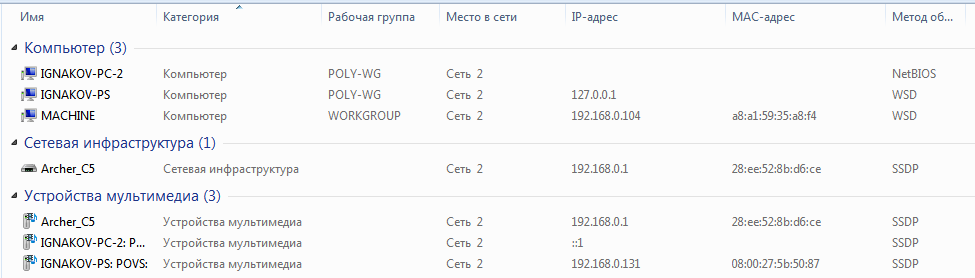 Имя Категория Рабочая группа Место в сети IP-адрес MAC-адрес Метод об...
Компьютер (3)
IGNAKOV-PC-2 Компьютер POLY-WG Сеть 2 NetBIOS
IGNAKOV-PS Компьютер POLY-WG Сеть 2 127.0.0.1 WSD
MACHINE Компьютер WORKGROUP Сеть 2 192.168.0.104 a8:a1:59:35:a8:f4 WSD
Сетевая инфраструктура (1)
Archer_C5 Сетевая инфраструктура Сеть 2 192.168.0.1 28:ee:52:8b:d6:ce SSDP
Устройства мультимедиа (3)
Archer_C5 Устройства мультимедиа Сеть 2 192.168.0.1 28:ee:52:8b:d6:ce SSDP
IGNAKOV-PC-2: P... Устройства мультимедиа Сеть 2 ::1 SSDP
IGNAKOV-PS: POVS: Устройства мультимедиа Сеть 2 192.168.0.131 08:00:27:5b:50:87 SSDP